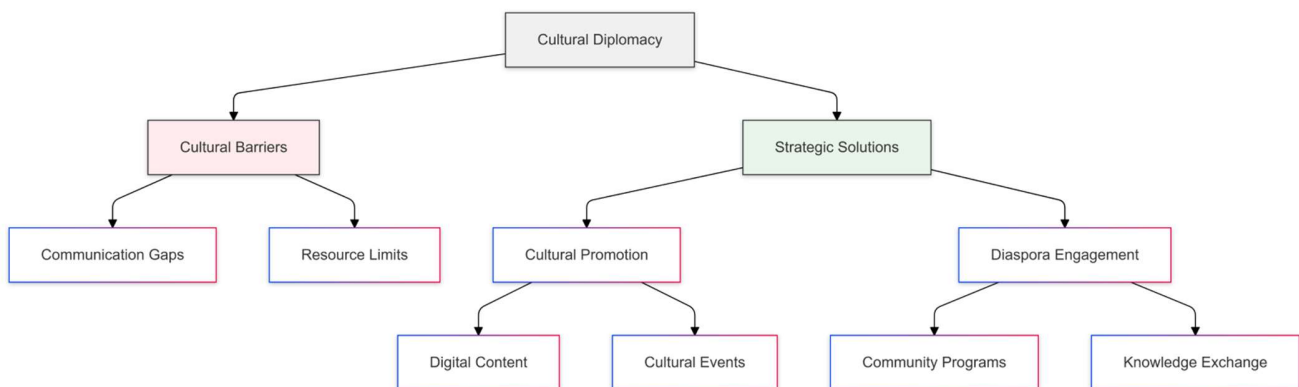 Cultural Diplomacy
Cultural Barriers
Strategic Solutions
Communication Gaps
Resource Limits
Cultural Promotion
Diaspora Engagement
Digital Content
Cultural Events
Community Programs
Knowledge Exchange